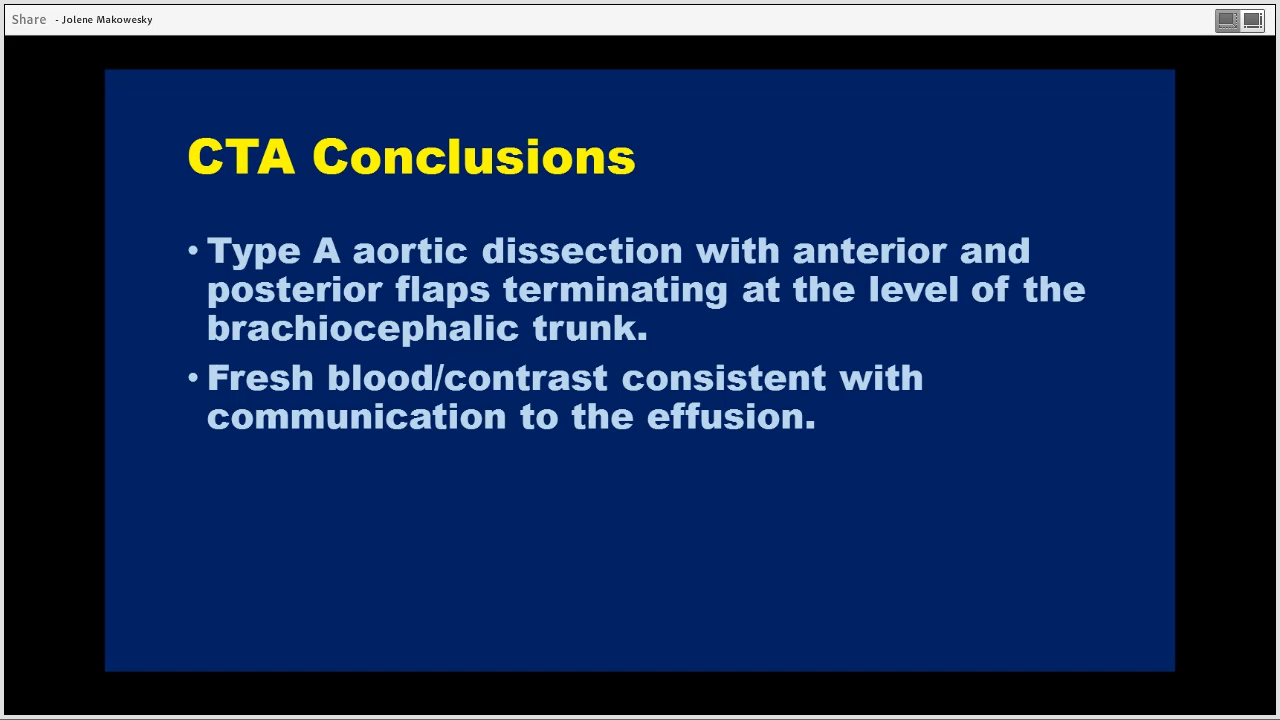 Share - Jolene Makowesky
CTA Conclusions
• Type A aortic dissection with anterior and
posterior flaps terminating at the level of the
brachiocephalic trunk.
• Fresh blood/contrast consistent with
communication to the effusion.